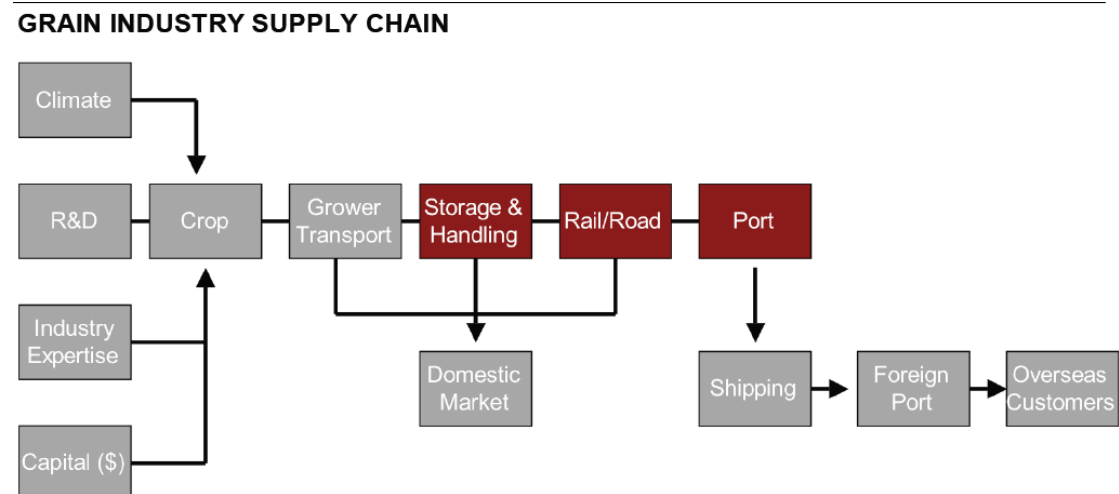 GRAIN INDUSTRY SUPPLY CHAIN
Climate
R&D
Crop
Grower
Transport
Storage &
Handling
Rail/Road
Port
Industry
Expertise
Domestic
Market
Shipping
Foreign
Port
Overseas
Customers
Capital ($)